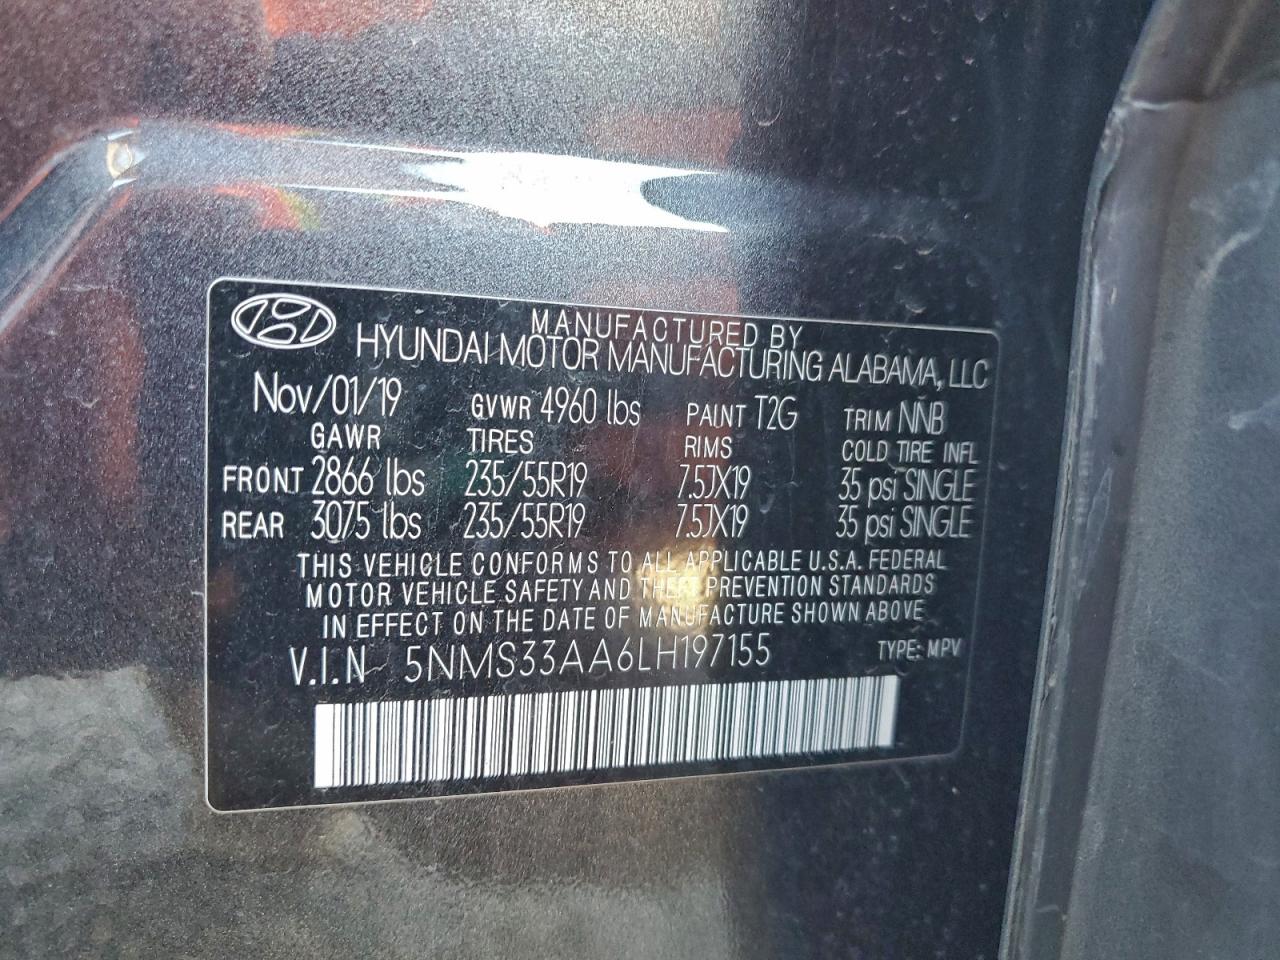 MANUFACTURED BY
HYUNDAI MOTOR MANUFACTURING ALABAMA, LLC
Nov/01/19 GVWR 4960 lbs PAINT T2G TRIM NNB
GAWR TIRES RIMS COLD TIRE INFL
FRONT 2866 lbs 235/55R19 7.5JX19 35 psi SINGLE
REAR 3075 lbs 235/55R19 7.5JX19 35 psi SINGLE
THIS VEHICLE CONFORMS TO ALL APPLICABLE U.S.A. FEDERAL
MOTOR VEHICLE SAFETY AND THEFT PREVENTION STANDARDS
IN EFFECT ON THE DATE OF MANUFACTURE SHOWN ABOVE
V.I.N 5NMS33AA6LH197155 TYPE: MPV